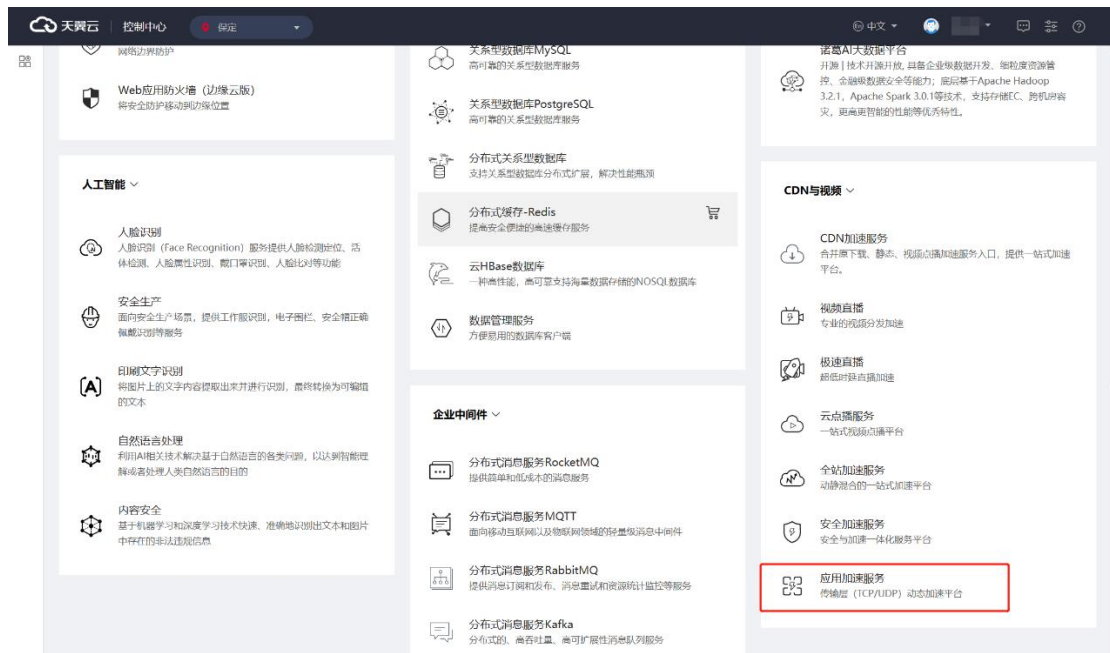 天翼云
控制中心
保定
中文
网络边界防护
Web应用防火墙（边缘云版）
将安全防护移动到边缘位置
人工智能
人脸识别
人脸识别（Face Recognition）服务提供人脸检测定位、活
体检测、人脸属性识别、戴口罩识别、人脸比对等功能
安全生产
面向安全生产场景，提供工作服识别，电子围栏、安全帽正确
佩戴识别等服务
印刷文字识别
将图片上的文字内容提取出来并进行识别，最终转换为可编辑
的文本
自然语言处理
利用AI相关技术解决基于自然语言的各类问题，以达到智能理
解或者处理人类自然语言的目的
内容安全
基于机器学习和深度学习技术快速、准确地识别出文本和图片
中存在的非法违规信息
关系型数据库MySQL
高可靠的关系型数据库服务
关系型数据库PostgreSQL
高可靠的关系型数据库服务
分布式关系型数据库
支持关系型数据库分布式扩展，解决性能瓶颈
分布式缓存-Redis
提高安全便捷的高速缓存服务
云HBase数据库
一种高性能，高可靠支持海量数据存储的NOSQL数据库
数据管理服务
方便易用的数据库客户端
企业中间件
分布式消息服务RocketMQ
提供简单和低成本的消息服务
分布式消息服务MQTT
面向移动互联网以及物联网领域的轻量级消息中间件
分布式消息服务RabbitMQ
提供消息订阅和发布、消息重试和资源统计监控等服务
分布式消息服务Kafka
分布式的、高吞吐量、高可扩展性消息队列服务
诸葛AI大数据平台
开源 | 技术开源开放, 具备企业级数据开发、细粒度资源管
控、金融级数据安全等能力；底层基于Apache Hadoop
3.2.1，Apache Spark 3.0.1等技术，支持存储EC、跨机房容
灾，更高更智能的性能等优秀特性。
CDN与视频
CDN加速服务
合并原下载、静态、视频点播加速服务入口，提供一站式加速
平台。
视频直播
专业的视频分发加速
极速直播
超低时延直播加速
云点播服务
一站式视频点播平台
全站加速服务
动静混合的一站式加速平台
安全加速服务
安全与加速一体化服务平台
应用加速服务
传输层（TCP/UDP）动态加速平台